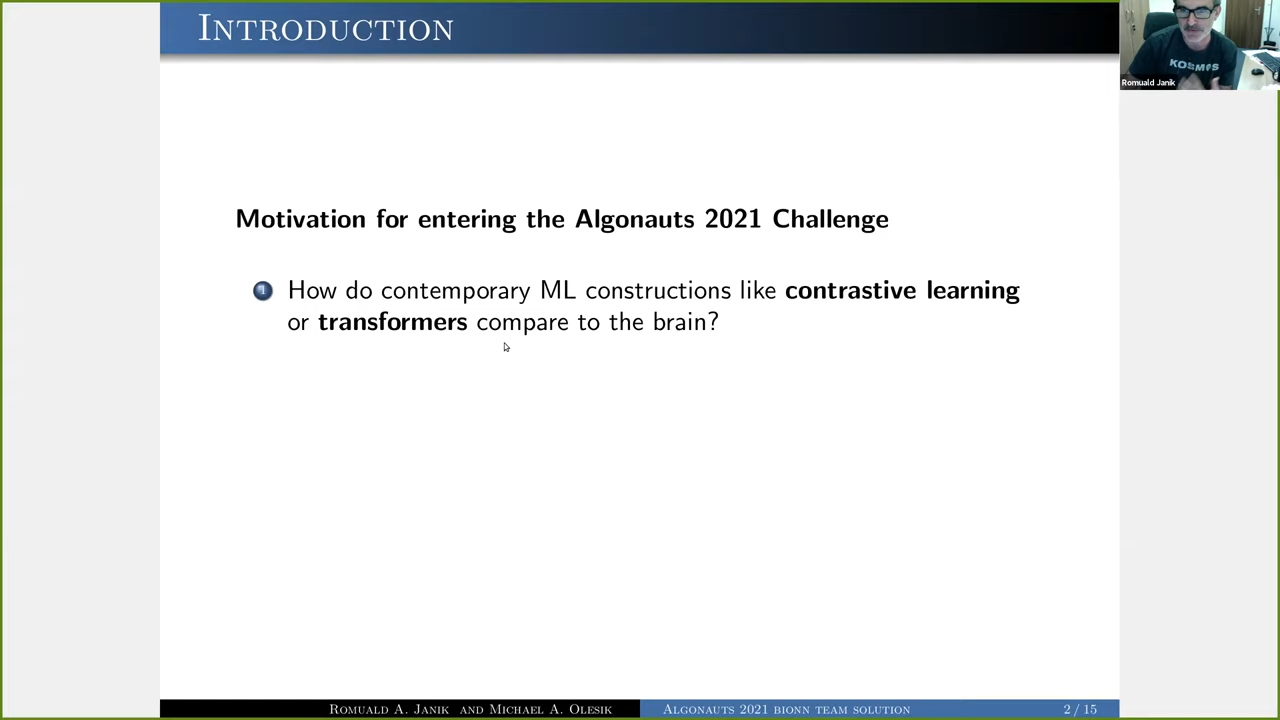 INTRODUCTION
KOSMOS
Romuald Janik
Motivation for entering the Algonauts 2021 Challenge
1 How do contemporary ML constructions like contrastive learning
or transformers compare to the brain?
ROMUALD A. JANIK AND MICHAEL A. OLESIK ALGONAUTS 2021 BIONN TEAM SOLUTION 2 / 15